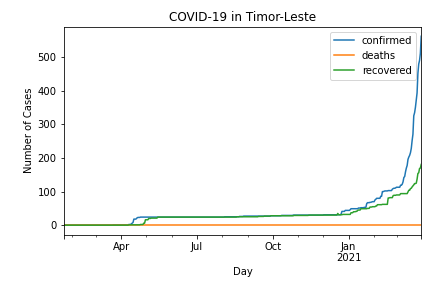 COVID-19 in Timor-Leste
confirmed
deaths
recovered
Number of Cases
500
400
300
200
100
0
Apr
Jul
Oct
Jan
2021
Day